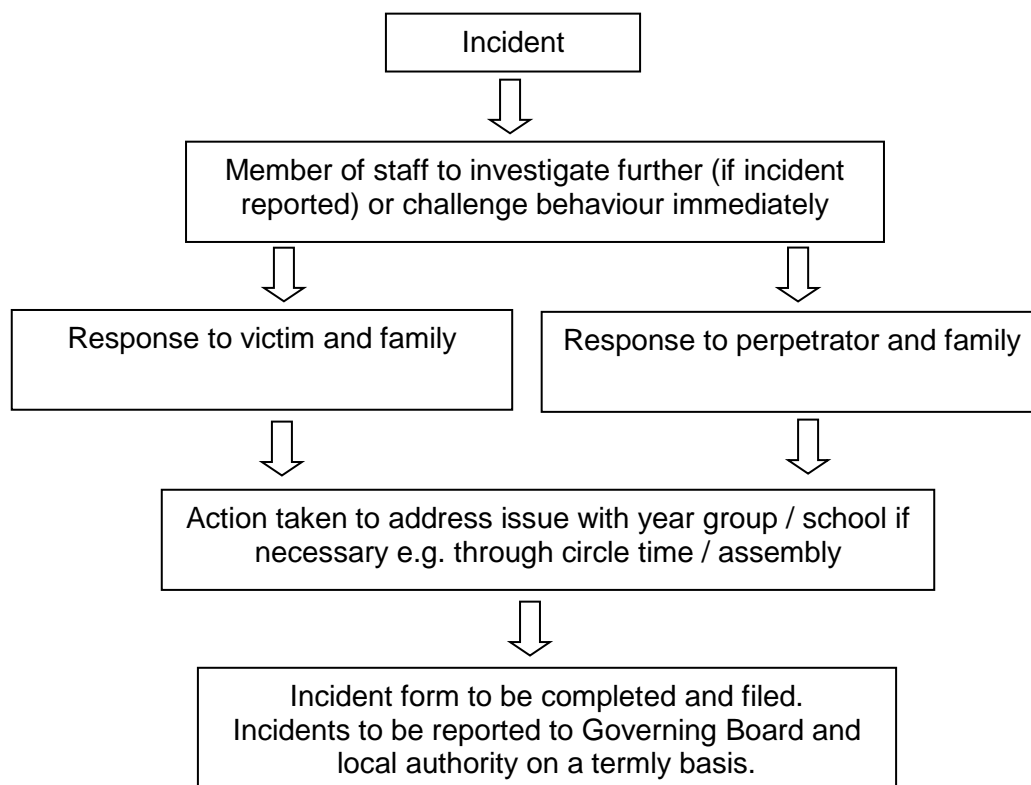 Incident
Member of staff to investigate further (if incident
reported) or challenge behaviour immediately
Response to victim and family
Response to perpetrator and family
Action taken to address issue with year group / school if
necessary e.g. through circle time / assembly
Incident form to be completed and filed.
Incidents to be reported to Governing Board and
local authority on a termly basis.